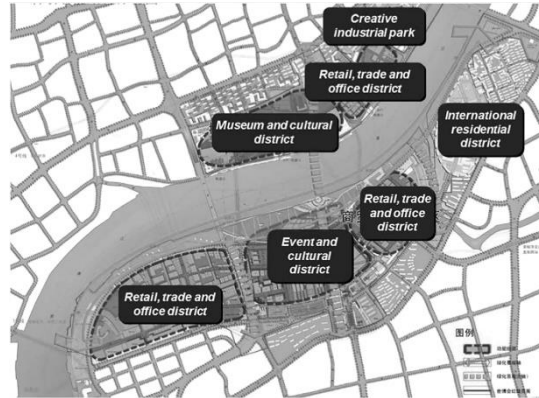 Creative
industrial park
Retail, trade and
office district
International
residential
district
Museum and cultural
district
Retail, trade
and office
district
Event and
cultural
district
Retail, trade and
office district
图例